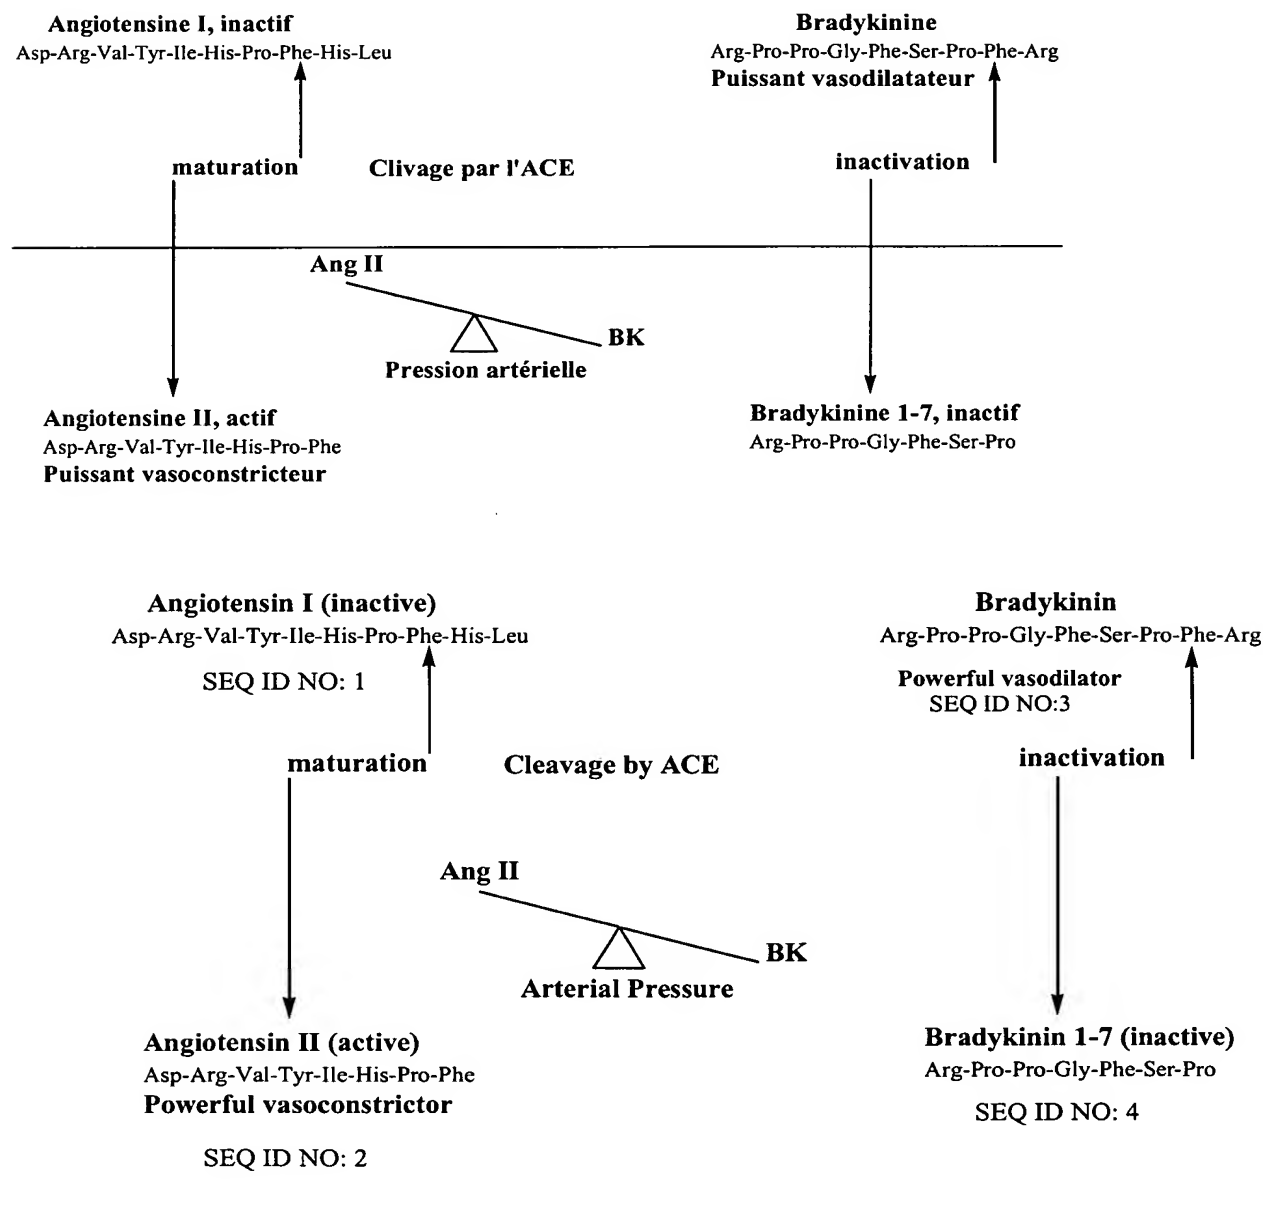 Angiotensine I, inactif
Asp-Arg-Val-Tyr-Ile-His-Pro-Phe-His-Leu
Bradykinine
Arg-Pro-Pro-Gly-Phe-Ser-Pro-Phe-Arg
Puissant vasodilatateur
maturation
Clivage par l'ACE
inactivation
Ang II
BK
Pression artérielle
Angiotensine II, actif
Asp-Arg-Val-Tyr-Ile-His-Pro-Phe
Puissant vasoconstricteur
Bradykinine 1-7, inactif
Arg-Pro-Pro-Gly-Phe-Ser-Pro
Angiotensin I (inactive)
Asp-Arg-Val-Tyr-Ile-His-Pro-Phe-His-Leu
SEQ ID NO: 1
Bradykinin
Arg-Pro-Pro-Gly-Phe-Ser-Pro-Phe-Arg
Powerful vasodilator
SEQ ID NO:3
maturation
Cleavage by ACE
inactivation
Ang II
BK
Arterial Pressure
Angiotensin II (active)
Asp-Arg-Val-Tyr-Ile-His-Pro-Phe
Powerful vasoconstrictor
SEQ ID NO: 2
Bradykinin 1-7 (inactive)
Arg-Pro-Pro-Gly-Phe-Ser-Pro
SEQ ID NO: 4